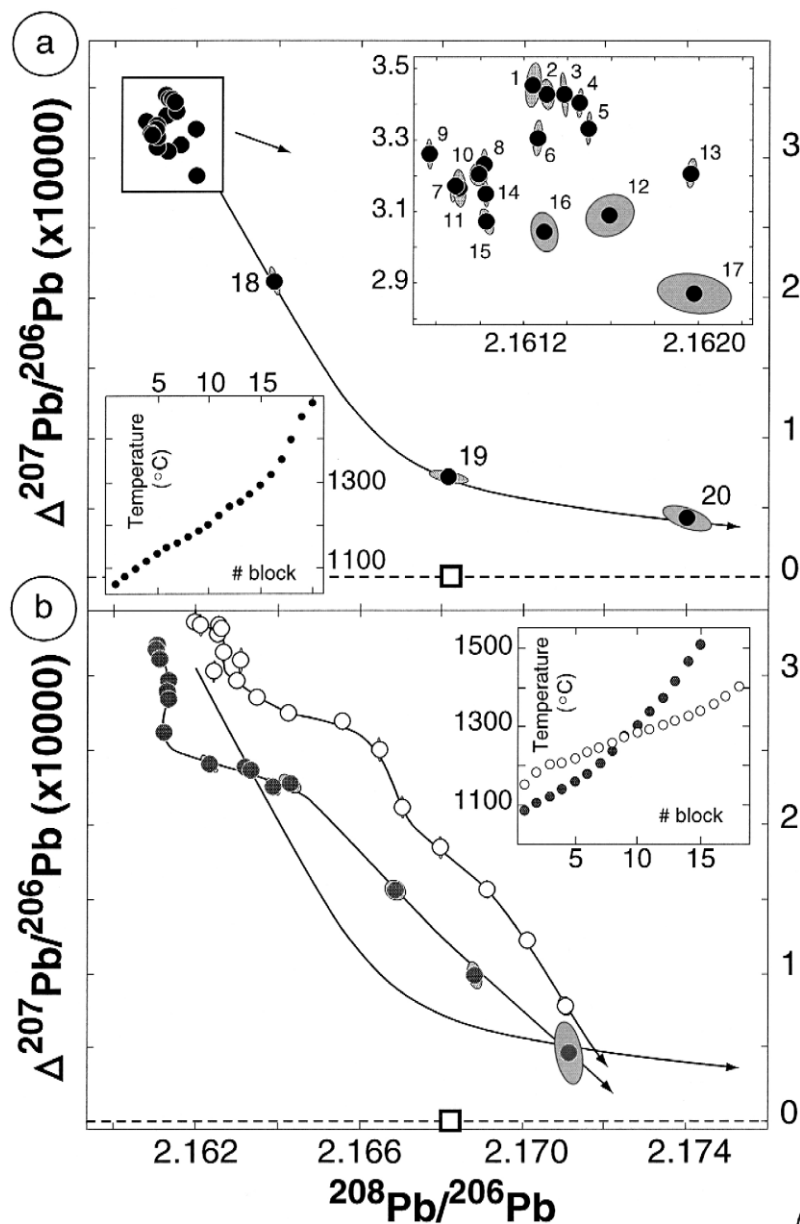 a
3.5
3.3
3.1
2.9
1
2
3
4
5
6
7
8
9
10
11
12
13
14
15
16
17
2.1612
2.1620
3
2
1
0
18
19
20
Δ207Pb/206Pb (x10000)
5 10 15
Temperature
(°C)
1300
1100
# block
b
Δ207Pb/206Pb (x10000)
3
2
1
0
1500
1300
1100
Temperature
(°C)
# block
5 10 15
2.162 2.166 2.170 2.174
208Pb/206Pb